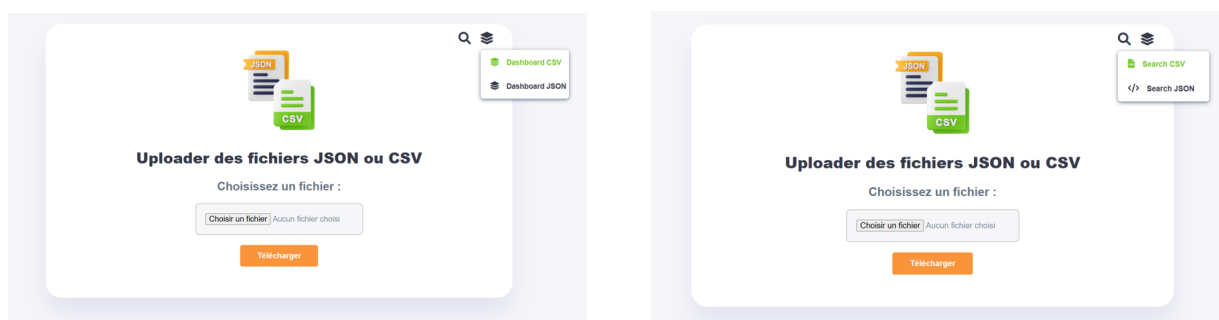 Dashboard CSV
Dashboard JSON
JSON
CSV
Uploader des fichiers JSON ou CSV
Choisissez un fichier :
Choisir un fichier Aucun fichier choisi
Télécharger
Search CSV
Search JSON
JSON
CSV
Uploader des fichiers JSON ou CSV
Choisissez un fichier :
Choisir un fichier Aucun fichier choisi
Télécharger